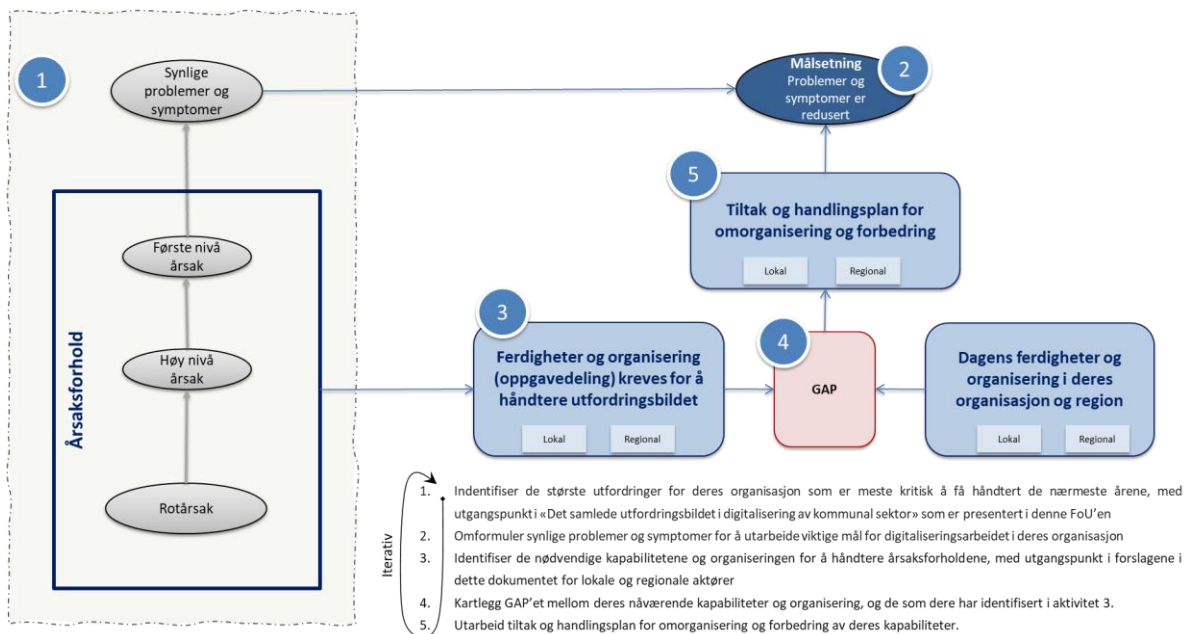 1
Synlige
problemer og
symptomer
Målsetning
Problemer og
symptomer er
redusert
2
5
Tiltak og handlingsplan for
omorganisering og forbedring
Lokal
Regional
Årsaksforhold
Første nivå
årsak
Høy nivå
årsak
Rotårsak
3
Ferdigheter og organisering
(oppgavedeling) kreves for å
håndtere utfordringsbildet
Lokal
Regional
4
GAP
Dagens ferdigheter og
organisering i deres
organisasjon og region
Lokal
Regional
Iterativ
1. Indentifiser de største utfordringer for deres organisasjon som er meste kritisk å få håndtert de nærmeste årene, med
utgangspunkt i «Det samlede utfordringsbildet i digitalisering av kommunal sektor» som er presentert i denne FoU'en
2. Omformuler synlige problemer og symptomer for å utarbeide viktige mål for digitaliseringsarbeidet i deres organisasjon
3. Identifiser de nødvendige kapabilitetene og organiseringen for å håndtere årsaksforholdene, med utgangspunkt i forslagene i
dette dokumentet for lokale og regionale aktører
4. Kartlegg GAP'et mellom deres nåværende kapabiliteter og organisering, og de som dere har identifisert i aktivitet 3.
5. Utarbeid tiltak og handlingsplan for omorganisering og forbedring av deres kapabiliteter.